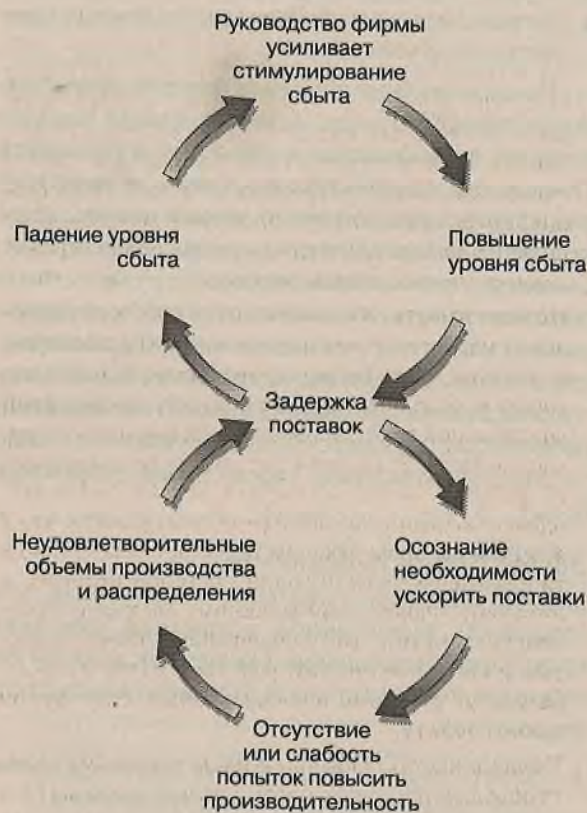 Руководство фирмы
усиливает
стимулирование
сбыта
Падение уровня
сбыта
Повышение
уровня сбыта
Задержка
поставок
Неудовлетворительные
объемы производства
и распределения
Осознание
необходимости
ускорить поставки
Отсутствие
или слабость
попыток повысить
производительность